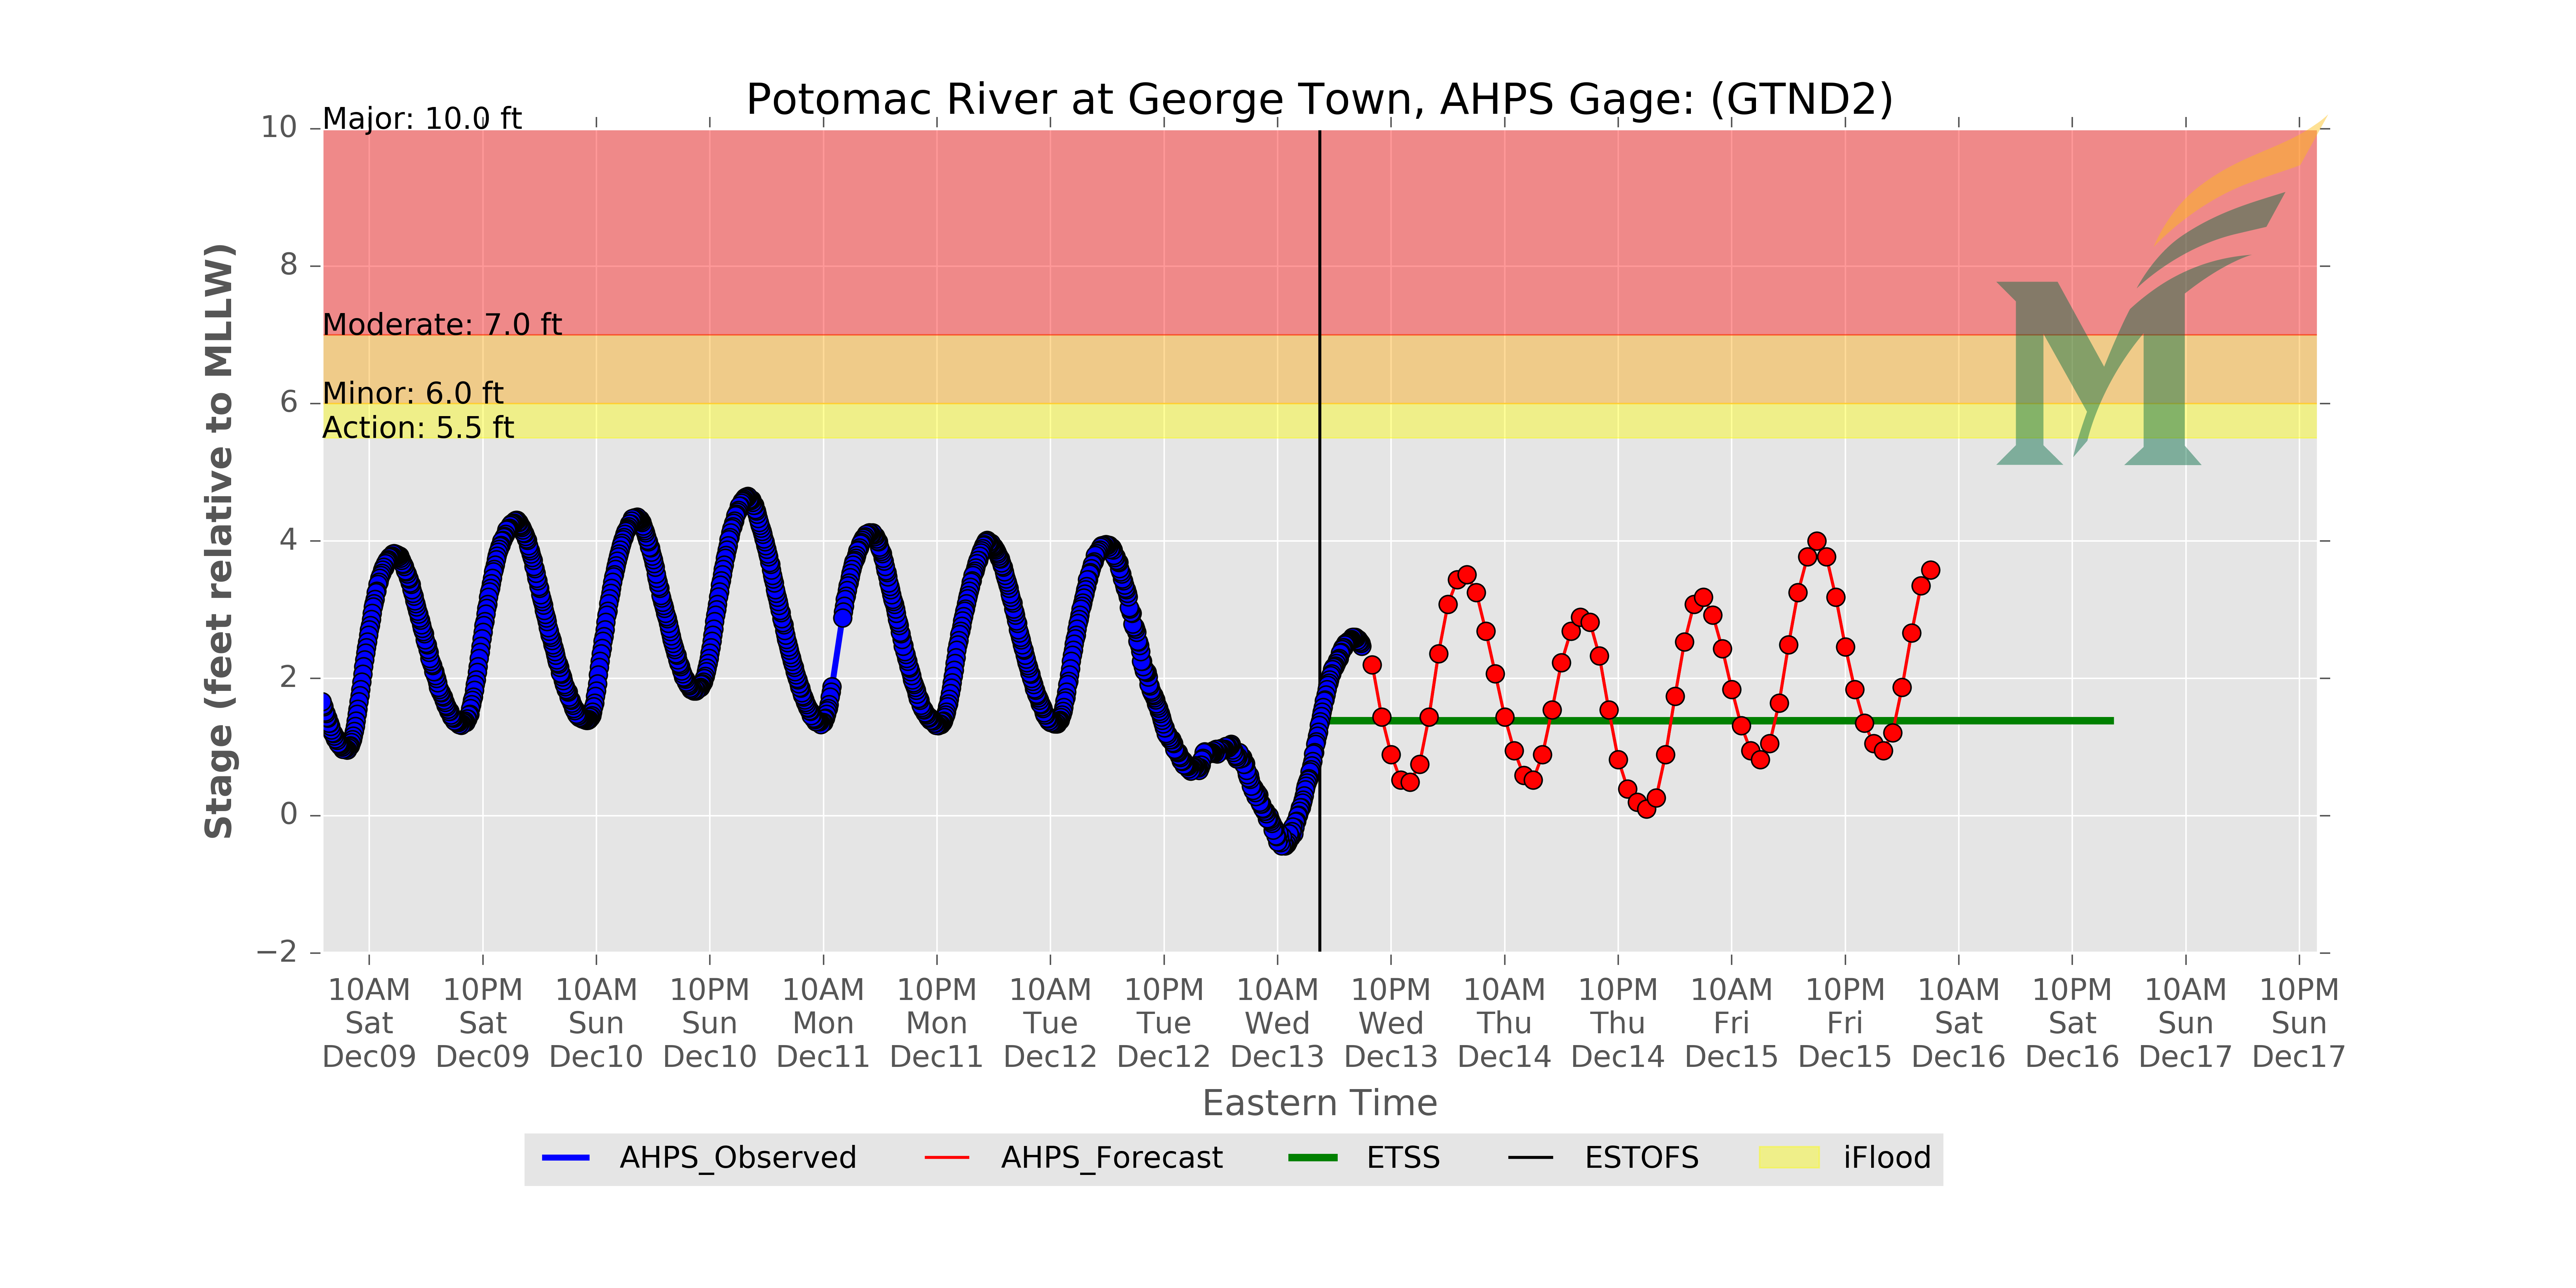 Potomac River at George Town, AHPS Gage: (GTND2)
Major: 10.0 ft
Moderate: 7.0 ft
Minor: 6.0 ft
Action: 5.5 ft
Stage (feet relative to MLLW)
10
8
6
4
2
0
−2
10AM 10PM 10AM 10PM 10AM 10PM 10AM 10PM 10AM 10PM 10AM 10PM 10AM 10PM 10AM 10PM 10AM 10PM
Sat Sat Sun Sun Mon Mon Tue Tue Wed Wed Thu Thu Fri Fri Sat Sat Sun Sun
Dec09 Dec09 Dec10 Dec10 Dec11 Dec11 Dec12 Dec12 Dec13 Dec13 Dec14 Dec14 Dec15 Dec15 Dec16 Dec16 Dec17 Dec17
Eastern Time
AHPS_Observed AHPS_Forecast ETSS ESTOFS iFlood
M